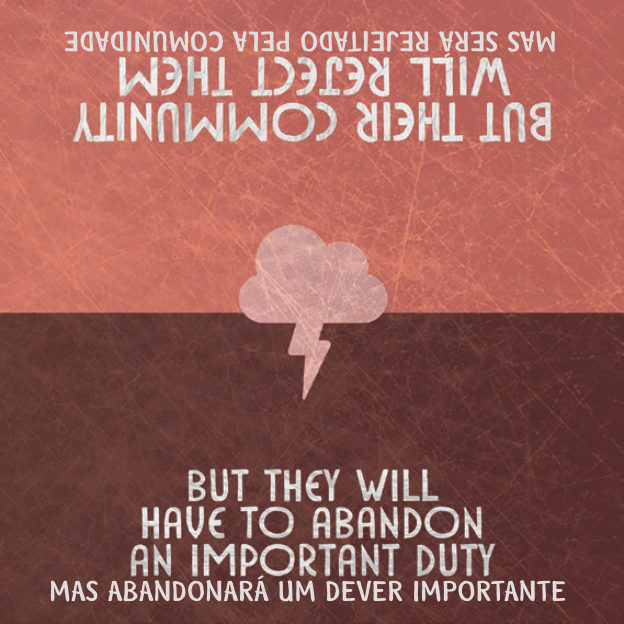 BUT THEIR COMMUNITY
WILL REJECT THEM
MAS SERÁ REJEITADO PELA COMUNIDADE
BUT THEY WILL
HAVE TO ABANDON
AN IMPORTANT DUTY
MAS ABANDONARÁ UM DEVER IMPORTANTE